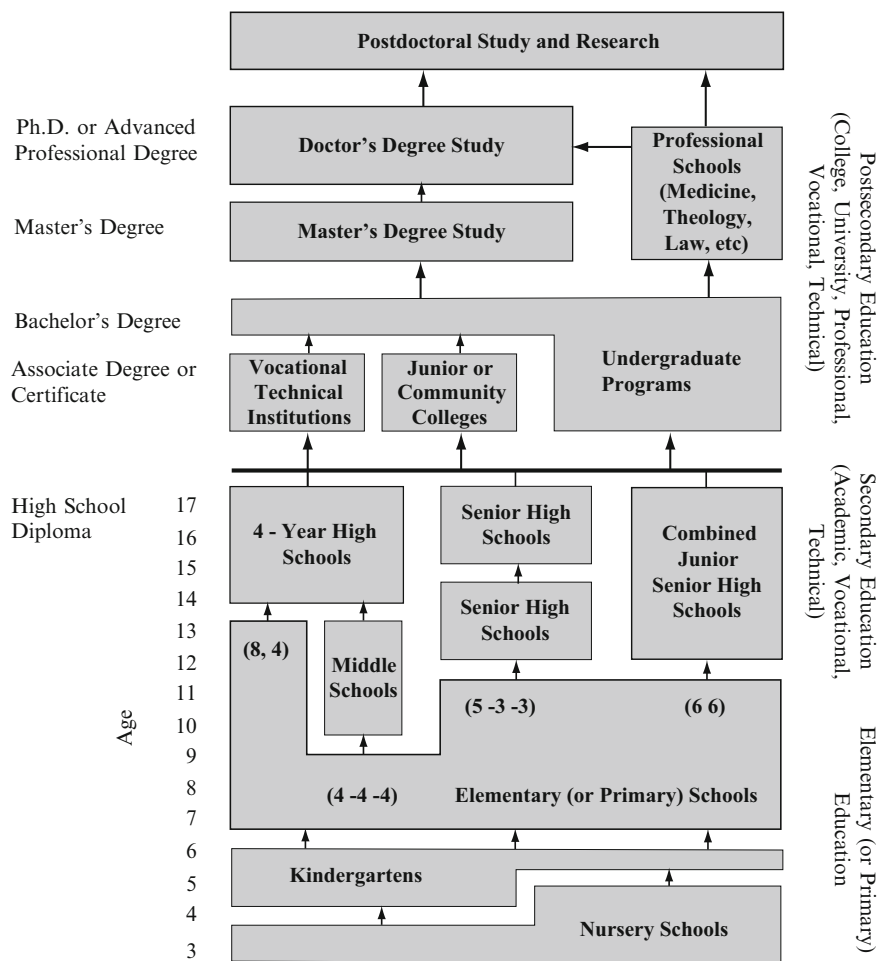 Postdoctoral Study and Research
Ph.D. or Advanced
Professional Degree
Doctor's Degree Study
Professional
Schools
(Medicine,
Theology,
Law, etc)
Master's Degree
Master's Degree Study
Bachelor's Degree
Undergraduate
Programs
Associate Degree or
Certificate
Vocational
Technical
Institutions
Junior or
Community
Colleges
Postsecondary Education
(College, University, Professional,
Vocational, Technical)
High School
Diploma
17
16
15
14
13
12
11
10
9
8
7
6
5
4
3
Age
4 - Year High
Schools
Senior High
Schools
Combined
Junior
Senior High
Schools
Senior High
Schools
Secondary Education
(Academic, Vocational,
Technical)
(8, 4)
Middle
Schools
(5 -3 -3)
(6 6)
(4 -4 -4)
Elementary (or Primary) Schools
Elementary (or Primary)
Education
Kindergartens
Nursery Schools